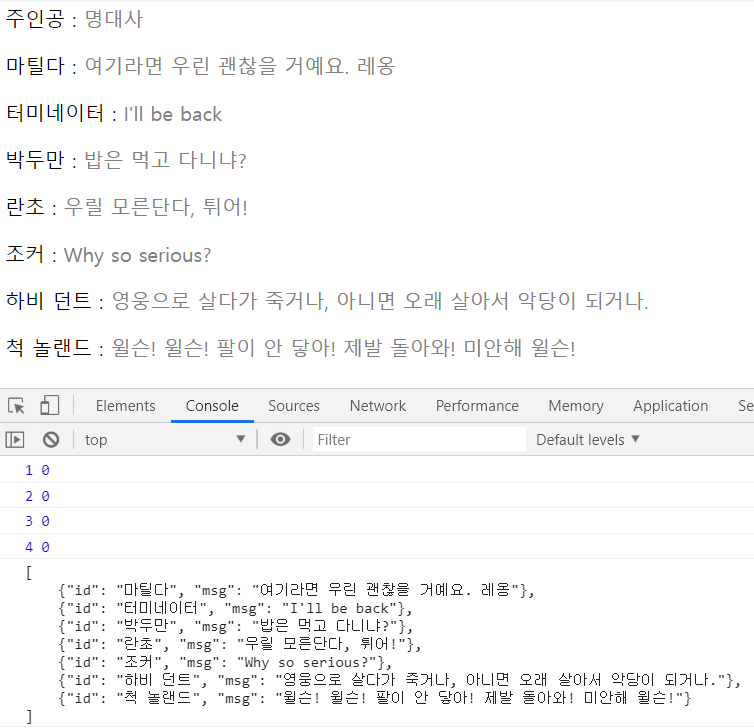 주인공 : 명대사
마틸다 : 여기라면 우린 괜찮을 거예요. 레옹
터미네이터 : I'll be back
박두만 : 밥은 먹고 다니냐?
란초 : 우릴 모른단다, 튀어!
조커 : Why so serious?
하비 던트 : 영웅으로 살다가 죽거나, 아니면 오래 살아서 악당이 되거나.
척 놀랜드 : 윌슨! 윌슨! 팔이 안 닿아! 제발 돌아와! 미안해 윌슨!
Elements Console Sources Network Performance Memory Application Se
top Filter Default levels
1 0
2 0
3 0
4 0
[
{"id": "마틸다", "msg": "여기라면 우린 괜찮을 거예요. 레옹"},
{"id": "터미네이터", "msg": "I'll be back"},
{"id": "박두만", "msg": "밥은 먹고 다니냐?"},
{"id": "란초", "msg": "우릴 모른단다, 튀어!"},
{"id": "조커", "msg": "Why so serious?"},
{"id": "하비 던트", "msg": "영웅으로 살다가 죽거나, 아니면 오래 살아서 악당이 되거나."},
{"id": "척 놀랜드", "msg": "윌슨! 윌슨! 팔이 안 닿아! 제발 돌아와! 미안해 윌슨!"}
]